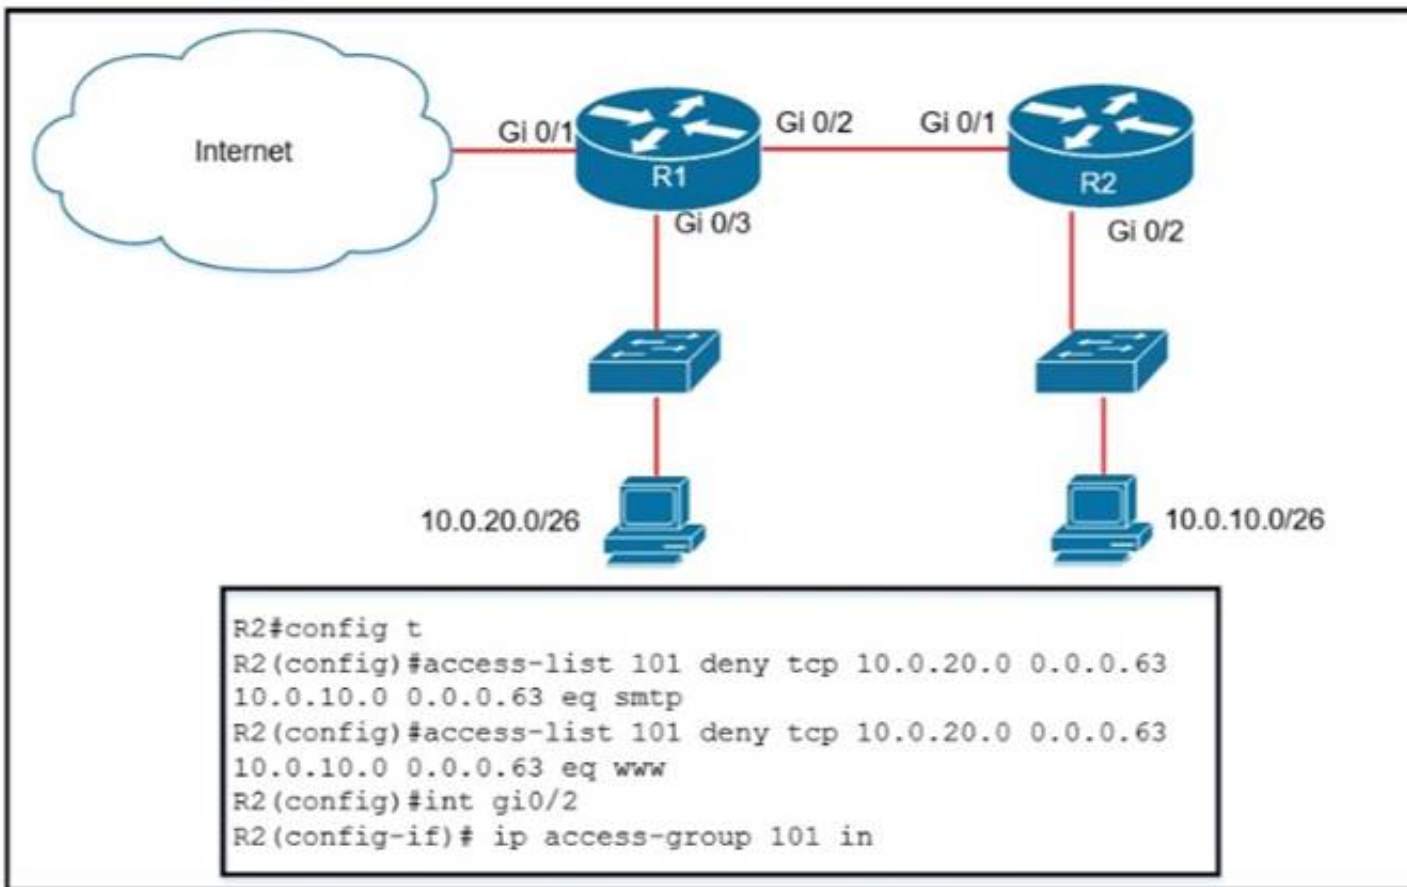 Internet
Gi 0/1
R1
Gi 0/2
Gi 0/1
R2
Gi 0/3
Gi 0/2
10.0.20.0/26
10.0.10.0/26
R2#config t
R2(config)#access-list 101 deny tcp 10.0.20.0 0.0.0.63
10.0.10.0 0.0.0.63 eq smtp
R2(config)#access-list 101 deny tcp 10.0.20.0 0.0.0.63
10.0.10.0 0.0.0.63 eq www
R2(config)#int gi0/2
R2(config-if)# ip access-group 101 in